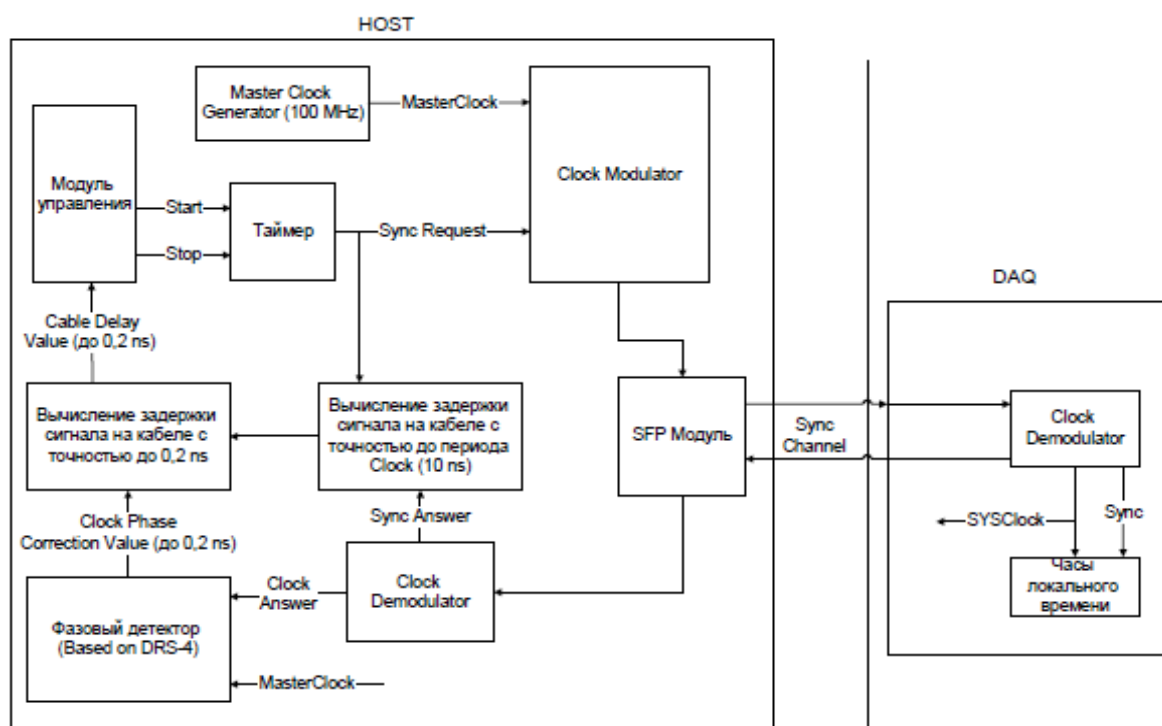 HOST
Master Clock
Generator (100 MHz)
MasterClock
Clock Modulator
Модуль
управления
Start
Stop
Таймер
Sync Request
DAQ
Cable Delay
Value (до 0,2 ns)
Вычисление задержки
сигнала на кабеле с
точностью до 0,2 ns
Вычисление задержки
сигнала на кабеле с
точностью до периода
Clock (10 ns)
SFP Модуль
Sync
Channel
Clock
Demodulator
SYSClock
Sync
Часы
локального
времени
Clock Phase
Correction Value (до 0,2 ns)
Sync Answer
Clock
Answer
Clock
Demodulator
Фазовый детектор
(Based on DRS-4)
MasterClock